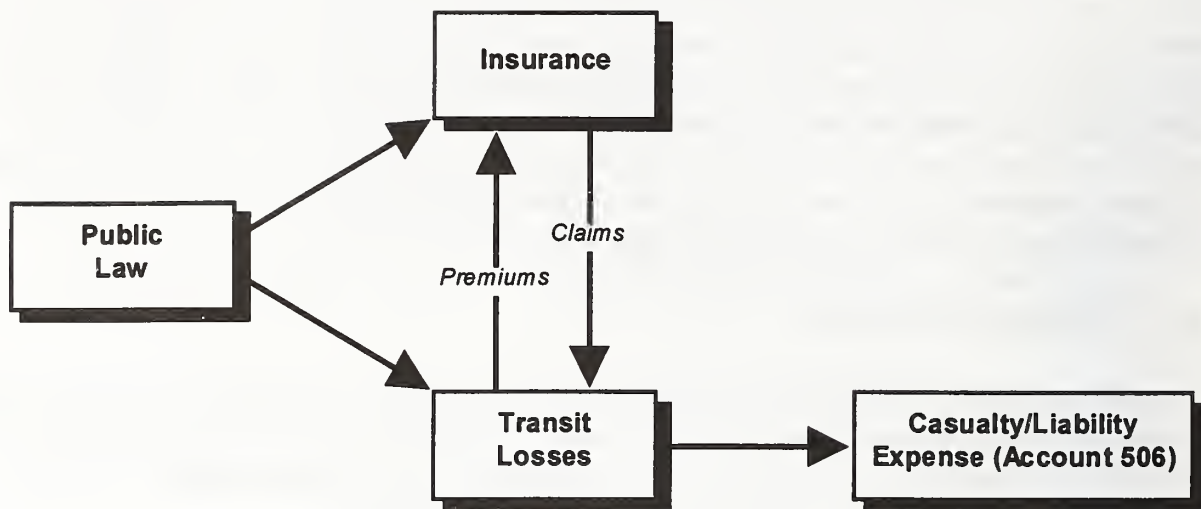 Insurance
Claims
Public
Law
Premiums
Transit
Losses
Casualty/Liability
Expense (Account 506)